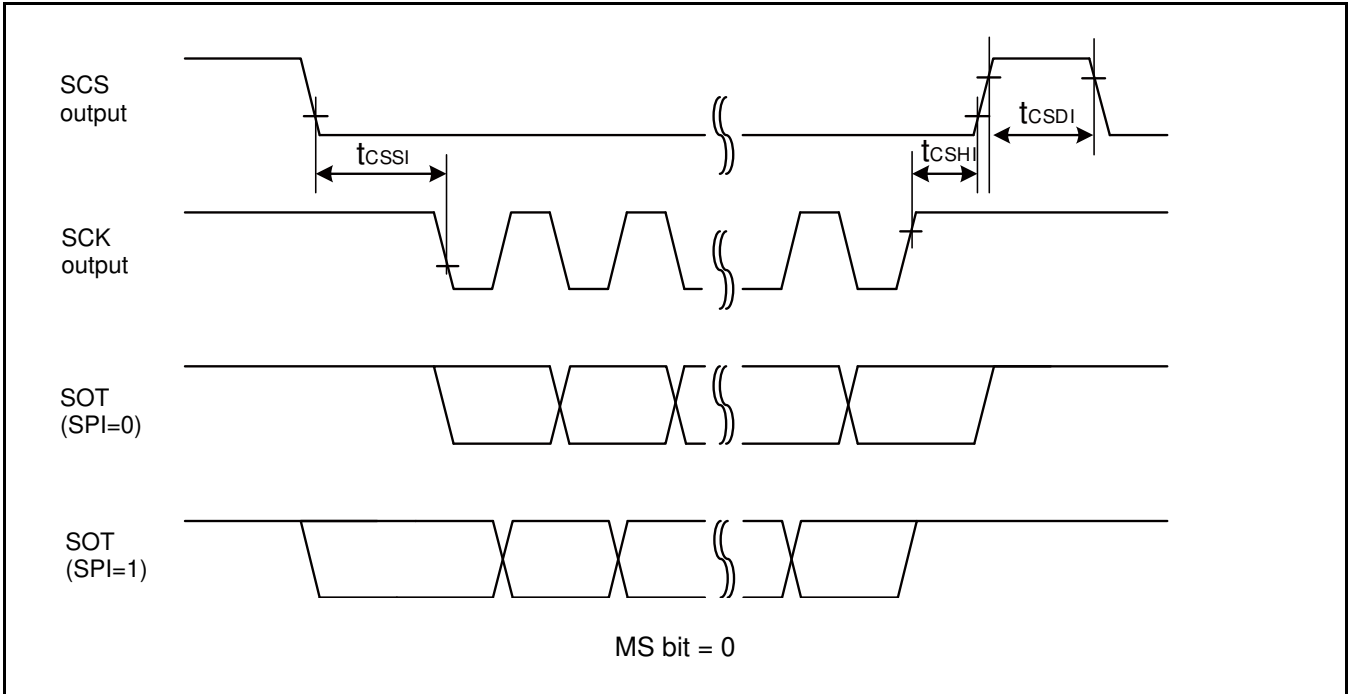 SCS
output
tCSDI
tCSSI
tCSHI
SCK
output
SOT
(SPI=0)
SOT
(SPI=1)
MS bit = 0